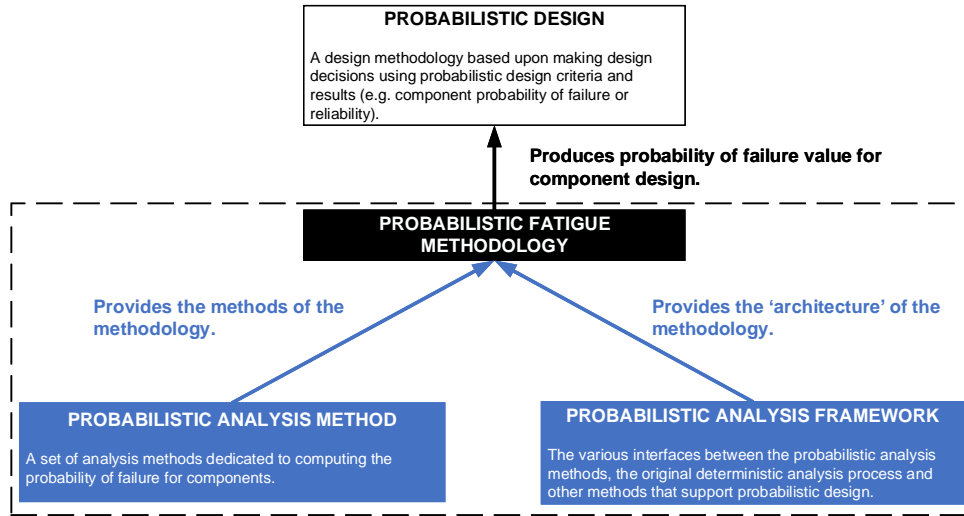 PROBABILISTIC DESIGN
A design methodology based upon making design
decisions using probabilistic design criteria and
results (e.g. component probability of failure or
reliability).
Produces probability of failure value for
component design.
PROBABILISTIC FATIGUE
METHODOLOGY
Provides the methods of the
methodology.
Provides the ‘architecture’ of the
methodology.
PROBABILISTIC ANALYSIS METHOD
A set of analysis methods dedicated to computing the
probability of failure for components.
PROBABILISTIC ANALYSIS FRAMEWORK
The various interfaces between the probabilistic analysis
methods, the original deterministic analysis process and
other methods that support probabilistic design.